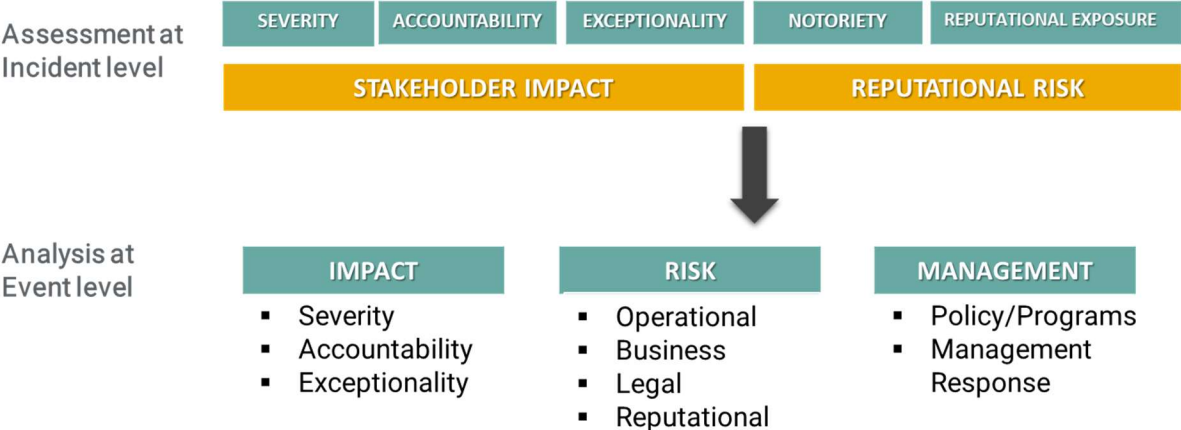 Assessment at
Incident level
SEVERITY
ACCOUNTABILITY
EXCEPTIONALITY
NOTORIETY
REPUTATIONAL EXPOSURE
STAKEHOLDER IMPACT
REPUTATIONAL RISK
Analysis at
Event level
IMPACT
▪ Severity
▪ Accountability
▪ Exceptionality
RISK
▪ Operational
▪ Business
▪ Legal
▪ Reputational
MANAGEMENT
▪ Policy/Programs
▪ Management
Response